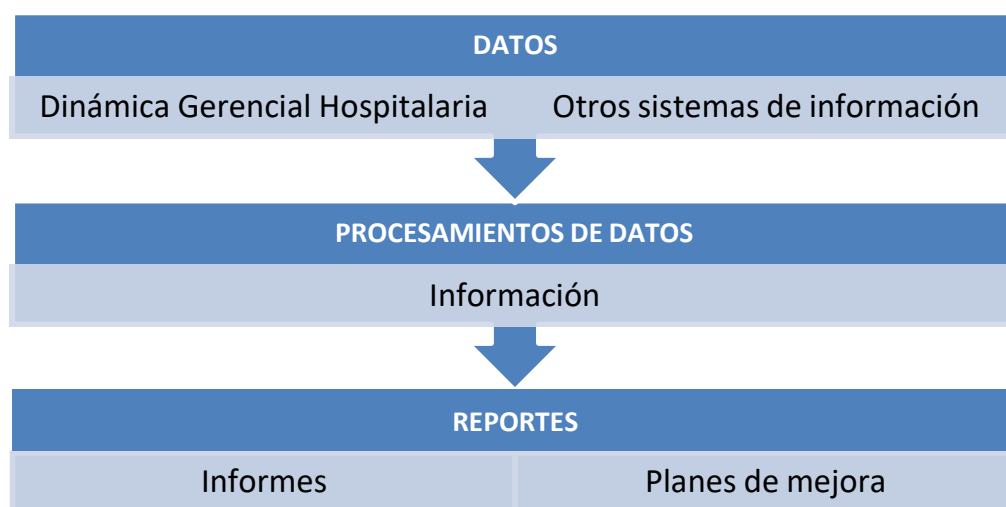 DATOS
Dinámica Gerencial Hospitalaria Otros sistemas de información
PROCESAMIENTOS DE DATOS
Información
REPORTES
Informes Planes de mejora